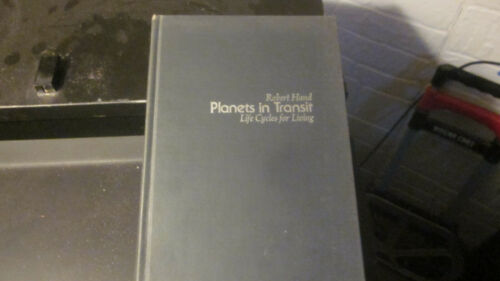 Robert Hand
Planets in Transit
Life Cycles for Living